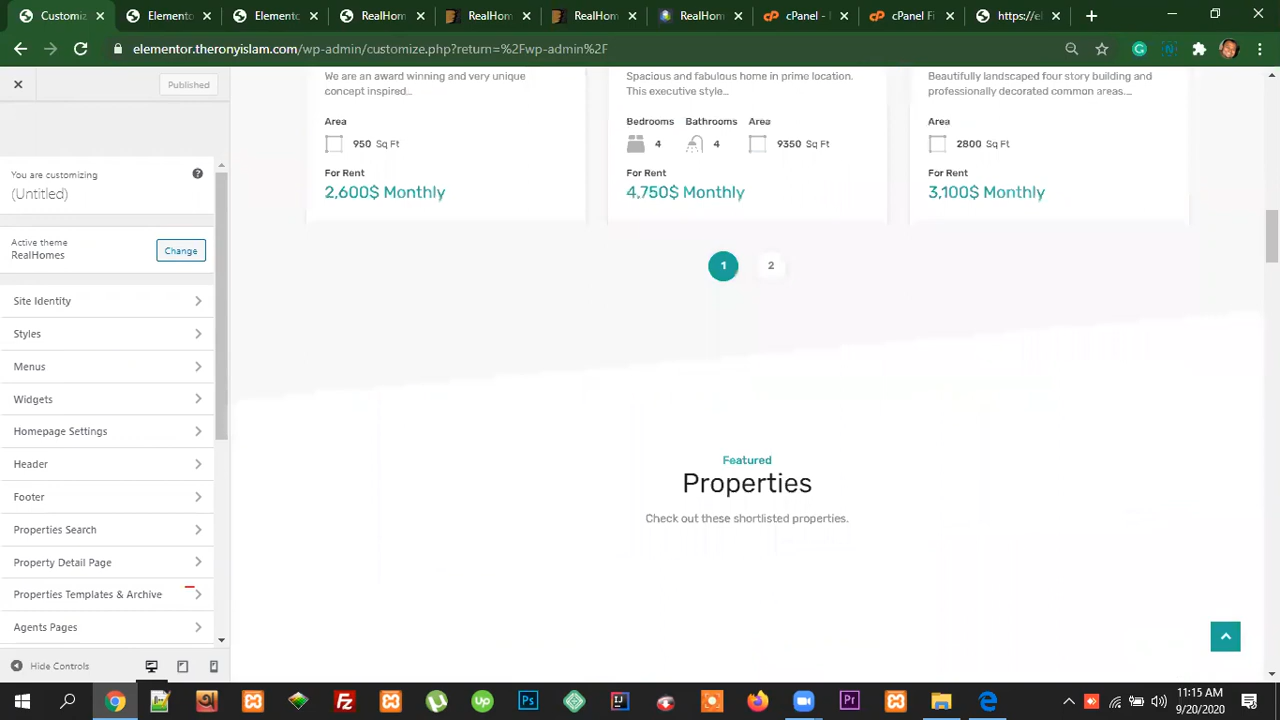 Customiz
Elemento
Elemento
RealHom
RealHom
RealHom
RealHom
cPanel -
cPanel Fi
https://el
elementor.theronyislam.com/wp-admin/customize.php?return=%2Fwp-admin%2F
Published
You are customizing
(Untitled)
Active theme
RealHomes
Change
Site Identity
Styles
Menus
Widgets
Homepage Settings
Header
Footer
Properties Search
Property Detail Page
Properties Templates & Archive
Agents Pages
Hide Controls
We are an award winning and very unique
concept inspired...
Area
950 Sq Ft
For Rent
2,600$ Monthly
Spacious and fabulous home in prime location.
This executive style...
Bedrooms Bathrooms Area
4 4 9350 Sq Ft
For Rent
4,750$ Monthly
Beautifully landscaped four story building and
professionally decorated common areas....
Area
2800 Sq Ft
For Rent
3,100$ Monthly
1 2
Featured
Properties
Check out these shortlisted properties.
11:15 AM
9/20/2020